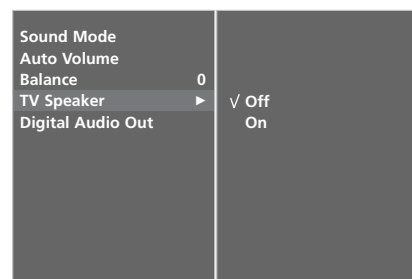 Sound Mode
Auto Volume
Balance 0
TV Speaker ►
Digital Audio Out
√ Off
On